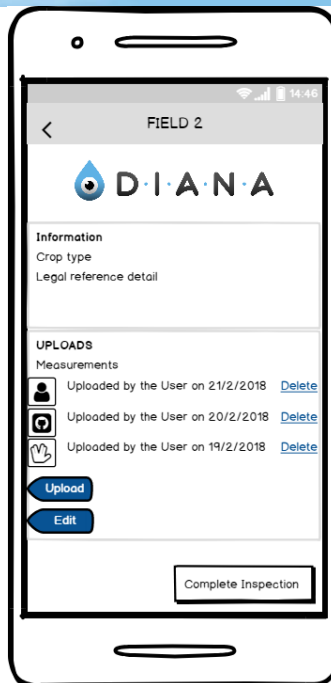 14:46
FIELD 2
D·I·A·N·A
Information
Crop type
Legal reference detail
UPLOADS
Measurements
Uploaded by the User on 21/2/2018 Delete
Uploaded by the User on 20/2/2018 Delete
Uploaded by the User on 19/2/2018 Delete
Upload
Edit
Complete Inspection